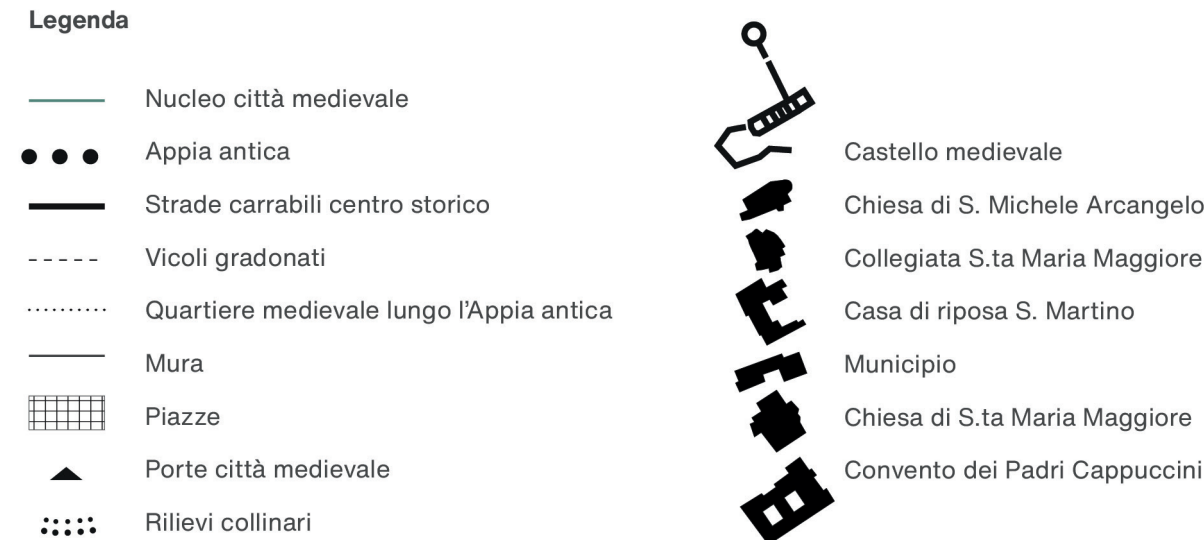 Legenda
Nucleo città medievale
Appia antica
Strade carrabili centro storico
Vicoli gradonati
Quartiere medievale lungo l'Appia antica
Mura
Piazze
Porte città medievale
Rilievi collinari
Castello medievale
Chiesa di S. Michele Arcangelo
Collegiata S.ta Maria Maggiore
Casa di riposa S. Martino
Municipio
Chiesa di S.ta Maria Maggiore
Convento dei Padri Cappuccini